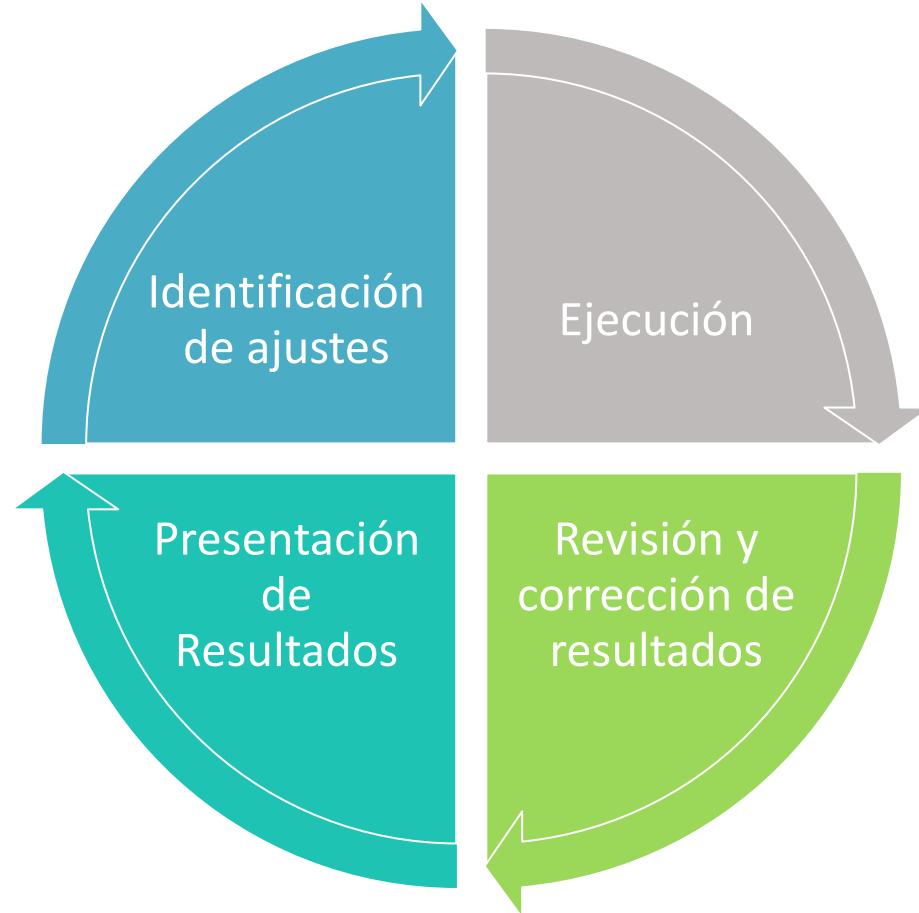 Identificación
de ajustes
Ejecución
Presentación
de
Resultados
Revisión y
corrección de
resultados